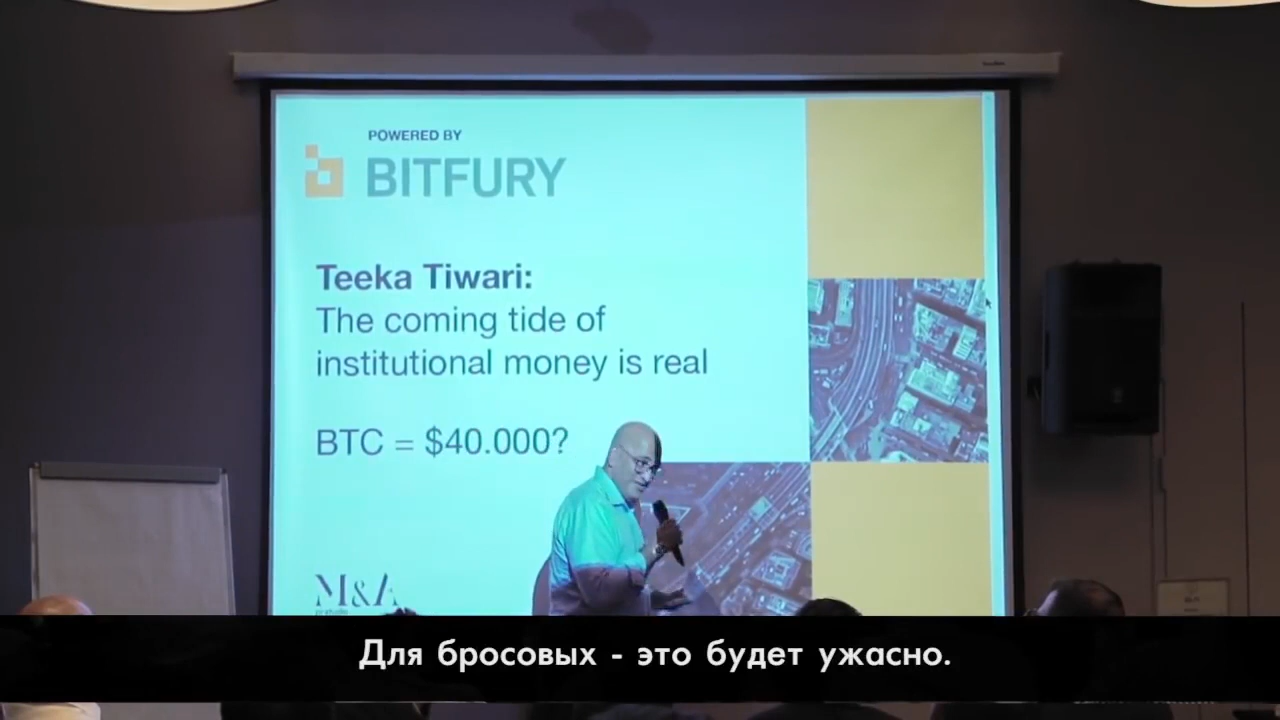 POWERED BY
BITFURY
Teeka Tiwari:
The coming tide of
institutional money is real
BTC = $40.000?
M&A
Для бросовых - это будет ужасно.